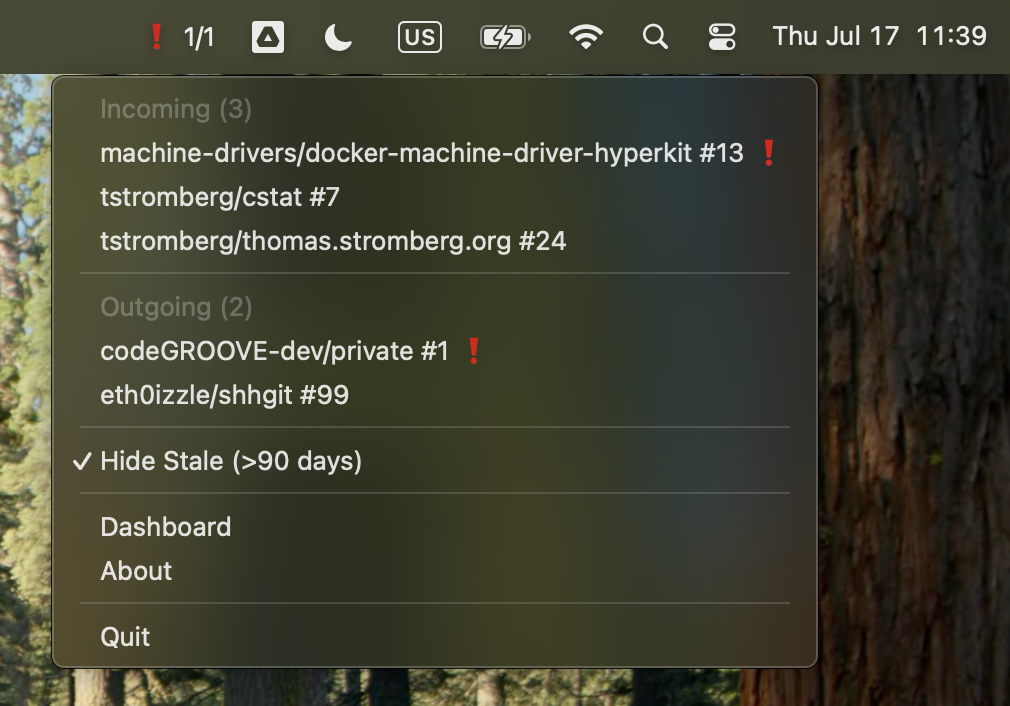 ❗ 1/1 US Thu Jul 17 11:39
Incoming (3)
machine-drivers/docker-machine-driver-hyperkit #13 ❗
tstromberg/cstat #7
tstromberg/thomas.stromberg.org #24
Outgoing (2)
codeGROOVE-dev/private #1 ❗
eth0izzle/shhgit #99
✓ Hide Stale (>90 days)
Dashboard
About
Quit